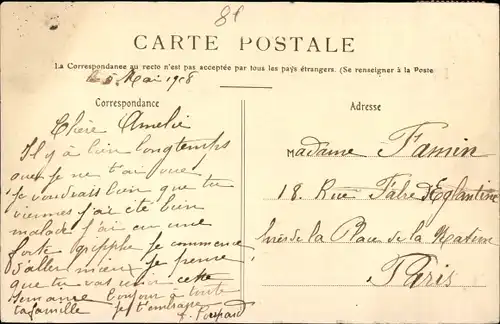 81
CARTE POSTALE
La Correspondance au recto n'est pas acceptée par tous les pays étrangers. (Se renseigner à la Poste
le 5 Mai 1908
Correspondance
Adresse
Chère Amélie
Il y a bien longtemps
que je ne t'ai vue
je voudrais bien que tu
viennes j'ai été bien
malade j'ai eu une
forte grippe je commence
d'aller mieux je pense
que tu vas venir cette
semaine bonjour à toute
ta famille je t'embrasse
Madame Famin
18. Rue Fabre d'Eglantine
près de la Place de la Nation
Paris